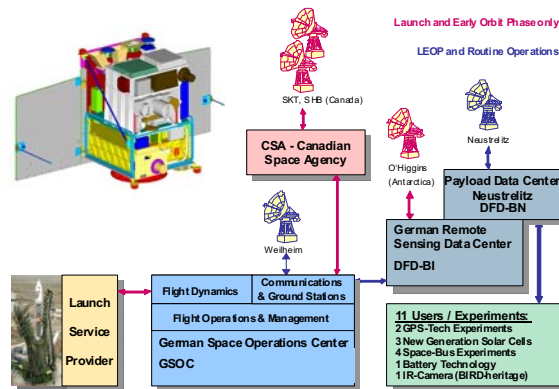 Launch and Early Orbit Phase only
LEOP and Routine Operations
SKT, SHB (Canada)
CSA - Canadian
Space Agency
Neustrelitz
O'Higgins
(Antarctica)
Payload Data Center
Neustrelitz
DFD-BN
Weilheim
German Remote
Sensing Data Center
DFD-BI
Launch
Service
Provider
Flight Dynamics
Communications
& Ground Stations
Flight Operations & Management
German Space Operations Center
GSOC
11 Users / Experiments:
2 GPS-Tech Experiments
3 New Generation Solar Cells
4 Space-Bus Experiments
1 Battery Technology
1 IR-Camera (BIRD-heritage)